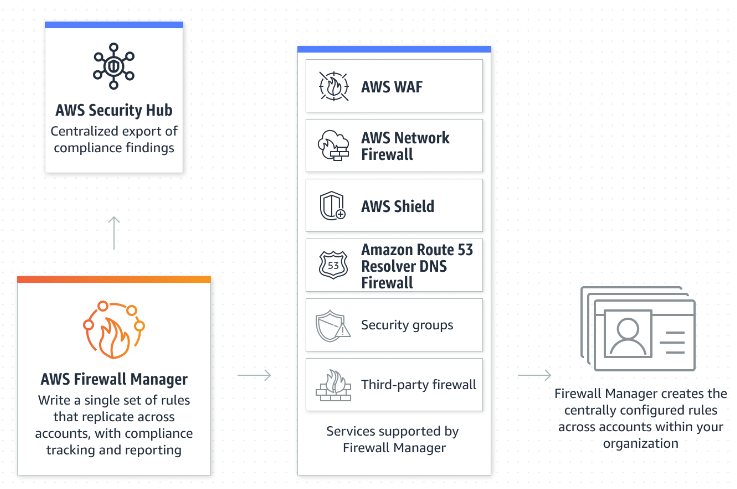 AWS Security Hub
Centralized export of
compliance findings
AWS Firewall Manager
Write a single set of rules
that replicate across
accounts, with compliance
tracking and reporting
AWS WAF
AWS Network
Firewall
AWS Shield
53
Amazon Route 53
Resolver DNS
Firewall
Security groups
Third-party firewall
Services supported by
Firewall Manager
Firewall Manager creates the
centrally configured rules
across accounts within your
organization